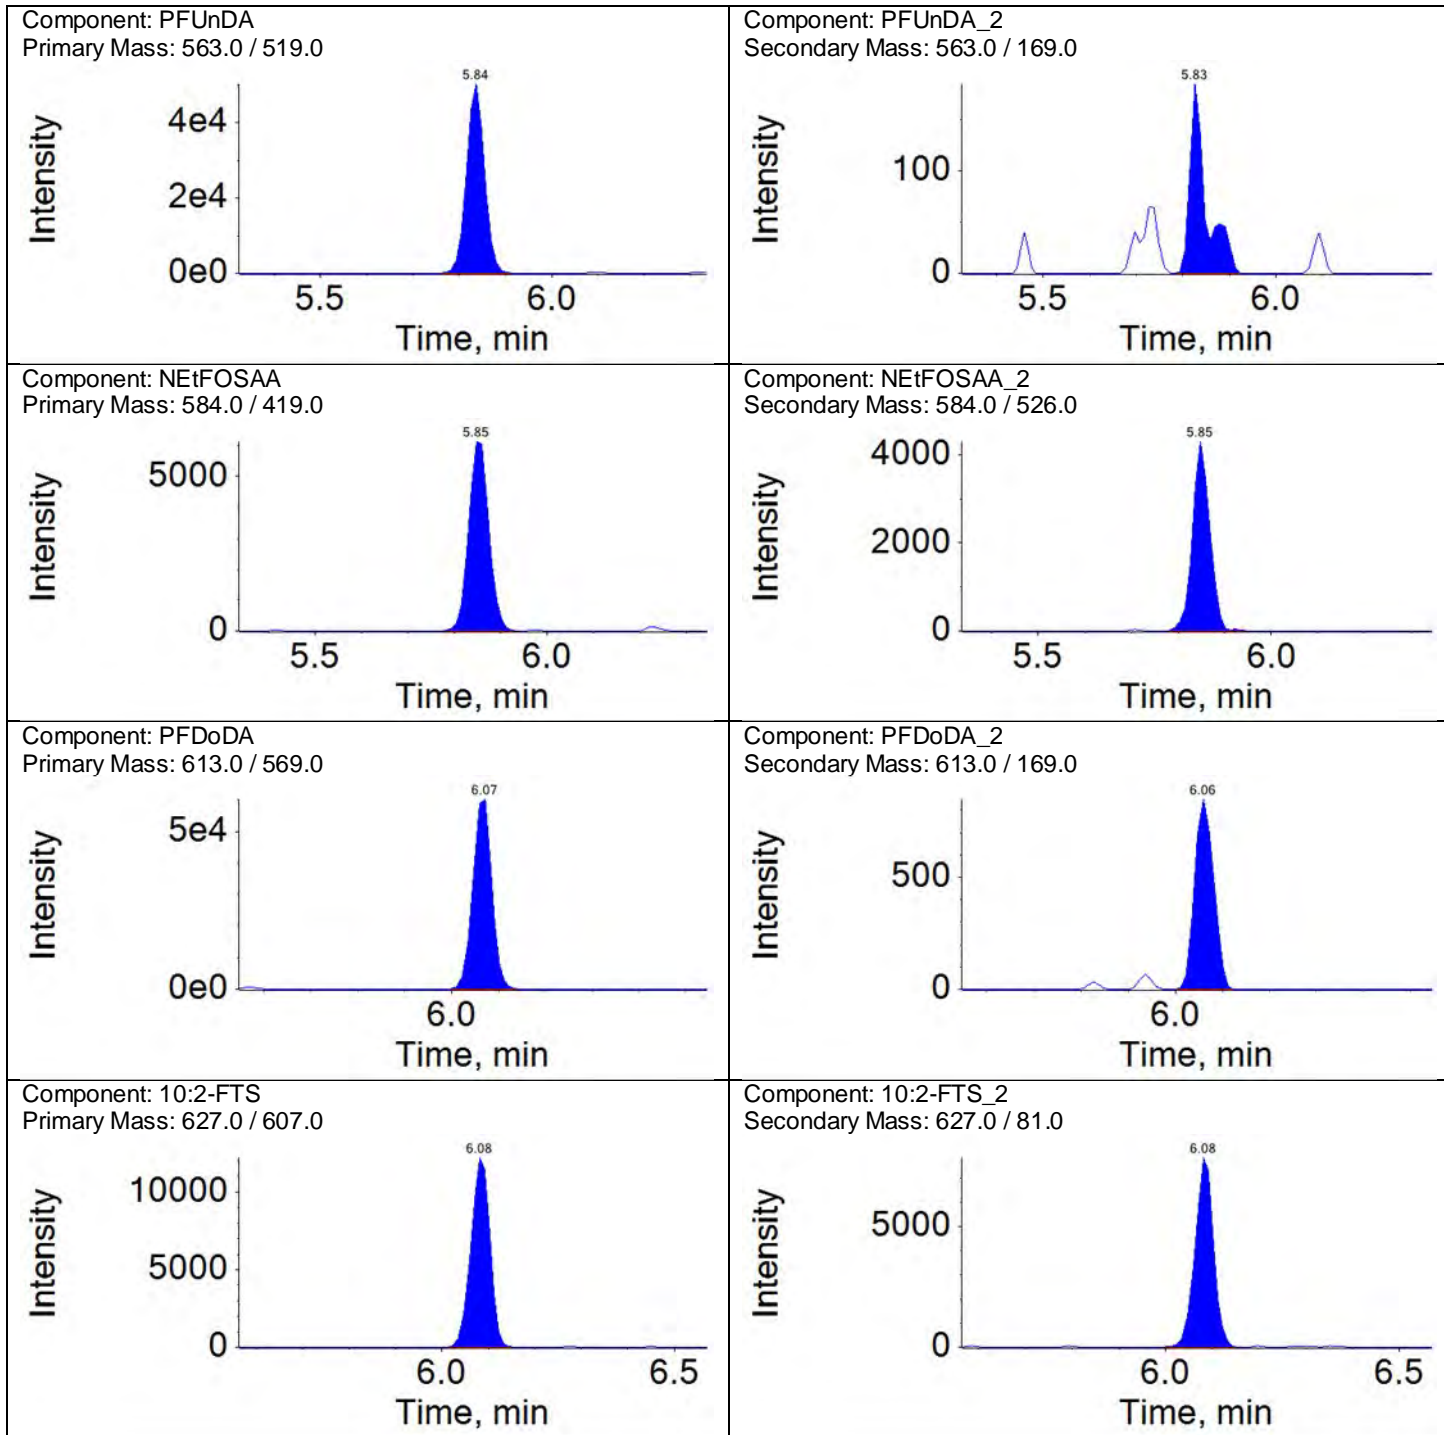 Component: PFUnDA
Primary Mass: 563.0 / 519.0
5.84
4e4
2e4
0e0
Intensity
5.5 6.0
Time, min
Component: PFUnDA_2
Secondary Mass: 563.0 / 169.0
5.83
100
0
Intensity
5.5 6.0
Time, min
Component: NEtFOSAA
Primary Mass: 584.0 / 419.0
5.85
5000
0
Intensity
5.5 6.0
Time, min
Component: NEtFOSAA_2
Secondary Mass: 584.0 / 526.0
5.85
4000
2000
0
Intensity
5.5 6.0
Time, min
Component: PFDoDA
Primary Mass: 613.0 / 569.0
6.07
5e4
0e0
Intensity
6.0
Time, min
Component: PFDoDA_2
Secondary Mass: 613.0 / 169.0
6.06
500
0
Intensity
6.0
Time, min
Component: 10:2-FTS
Primary Mass: 627.0 / 607.0
6.08
10000
5000
0
Intensity
6.0 6.5
Time, min
Component: 10:2-FTS_2
Secondary Mass: 627.0 / 81.0
6.08
5000
0
Intensity
6.0 6.5
Time, min